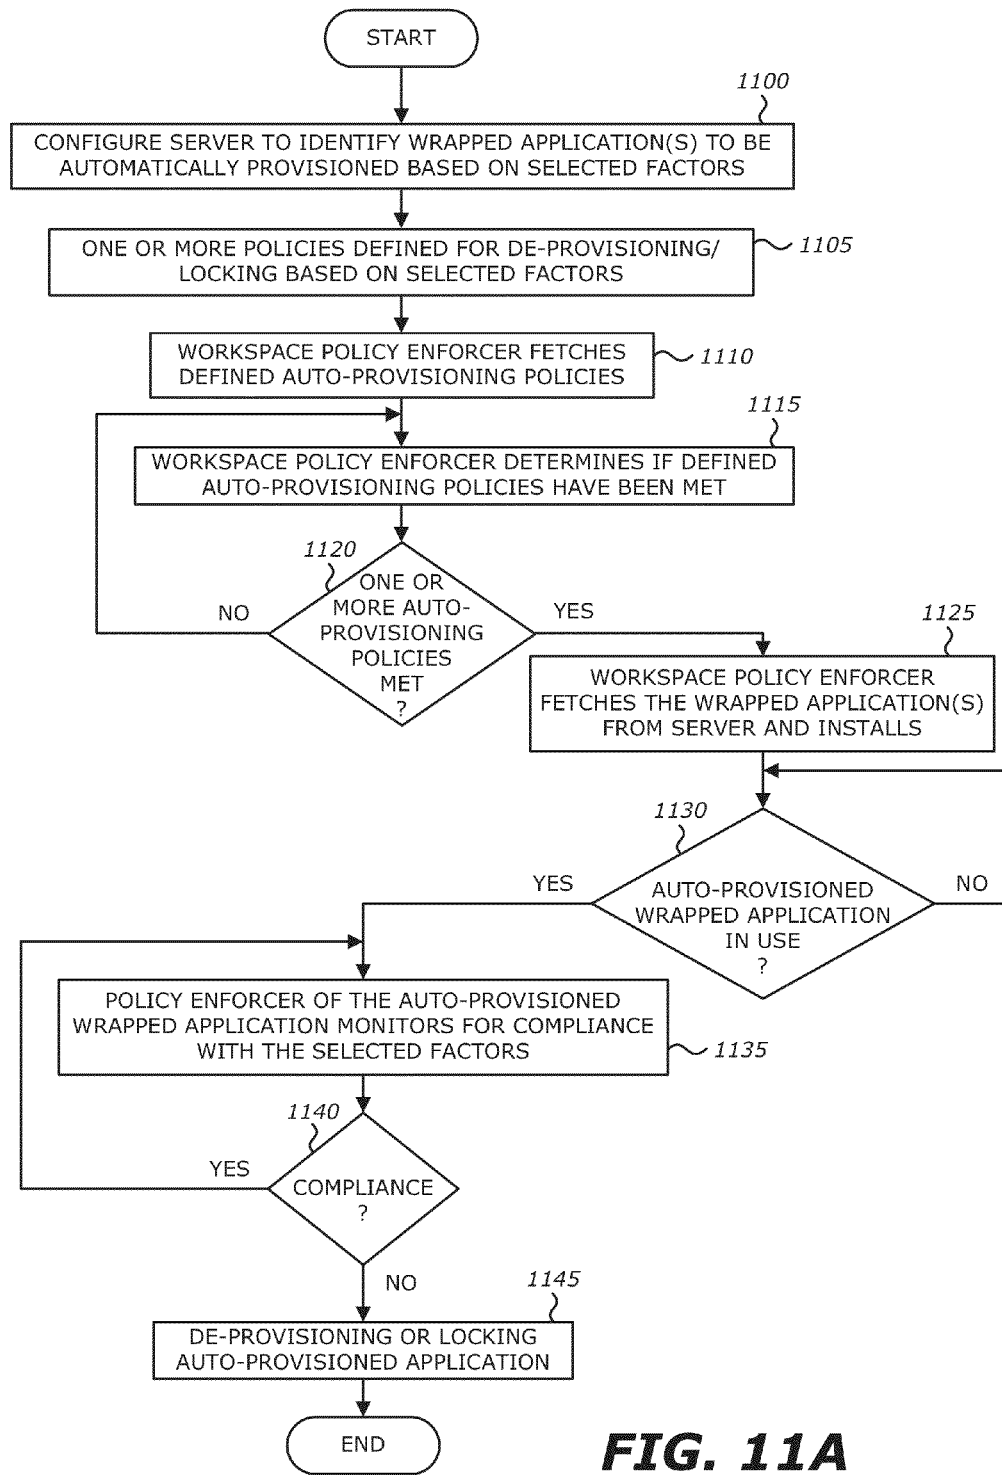 START
1100
CONFIGURE SERVER TO IDENTIFY WRAPPED APPLICATION(S) TO BE
AUTOMATICALLY PROVISIONED BASED ON SELECTED FACTORS
ONE OR MORE POLICIES DEFINED FOR DE-PROVISIONING/
LOCKING BASED ON SELECTED FACTORS
1105
WORKSPACE POLICY ENFORCER FETCHES
DEFINED AUTO-PROVISIONING POLICIES
1110
1115
WORKSPACE POLICY ENFORCER DETERMINES IF DEFINED
AUTO-PROVISIONING POLICIES HAVE BEEN MET
1120
ONE OR
MORE AUTO-
PROVISIONING
POLICIES
MET
?
NO
YES
1125
WORKSPACE POLICY ENFORCER
FETCHES THE WRAPPED APPLICATION(S)
FROM SERVER AND INSTALLS
1130
AUTO-PROVISIONED
WRAPPED APPLICATION
IN USE
?
YES
NO
POLICY ENFORCER OF THE AUTO-PROVISIONED
WRAPPED APPLICATION MONITORS FOR COMPLIANCE
WITH THE SELECTED FACTORS
1135
1140
COMPLIANCE
?
YES
NO
1145
DE-PROVISIONING OR LOCKING
AUTO-PROVISIONED APPLICATION
END
FIG. 11A